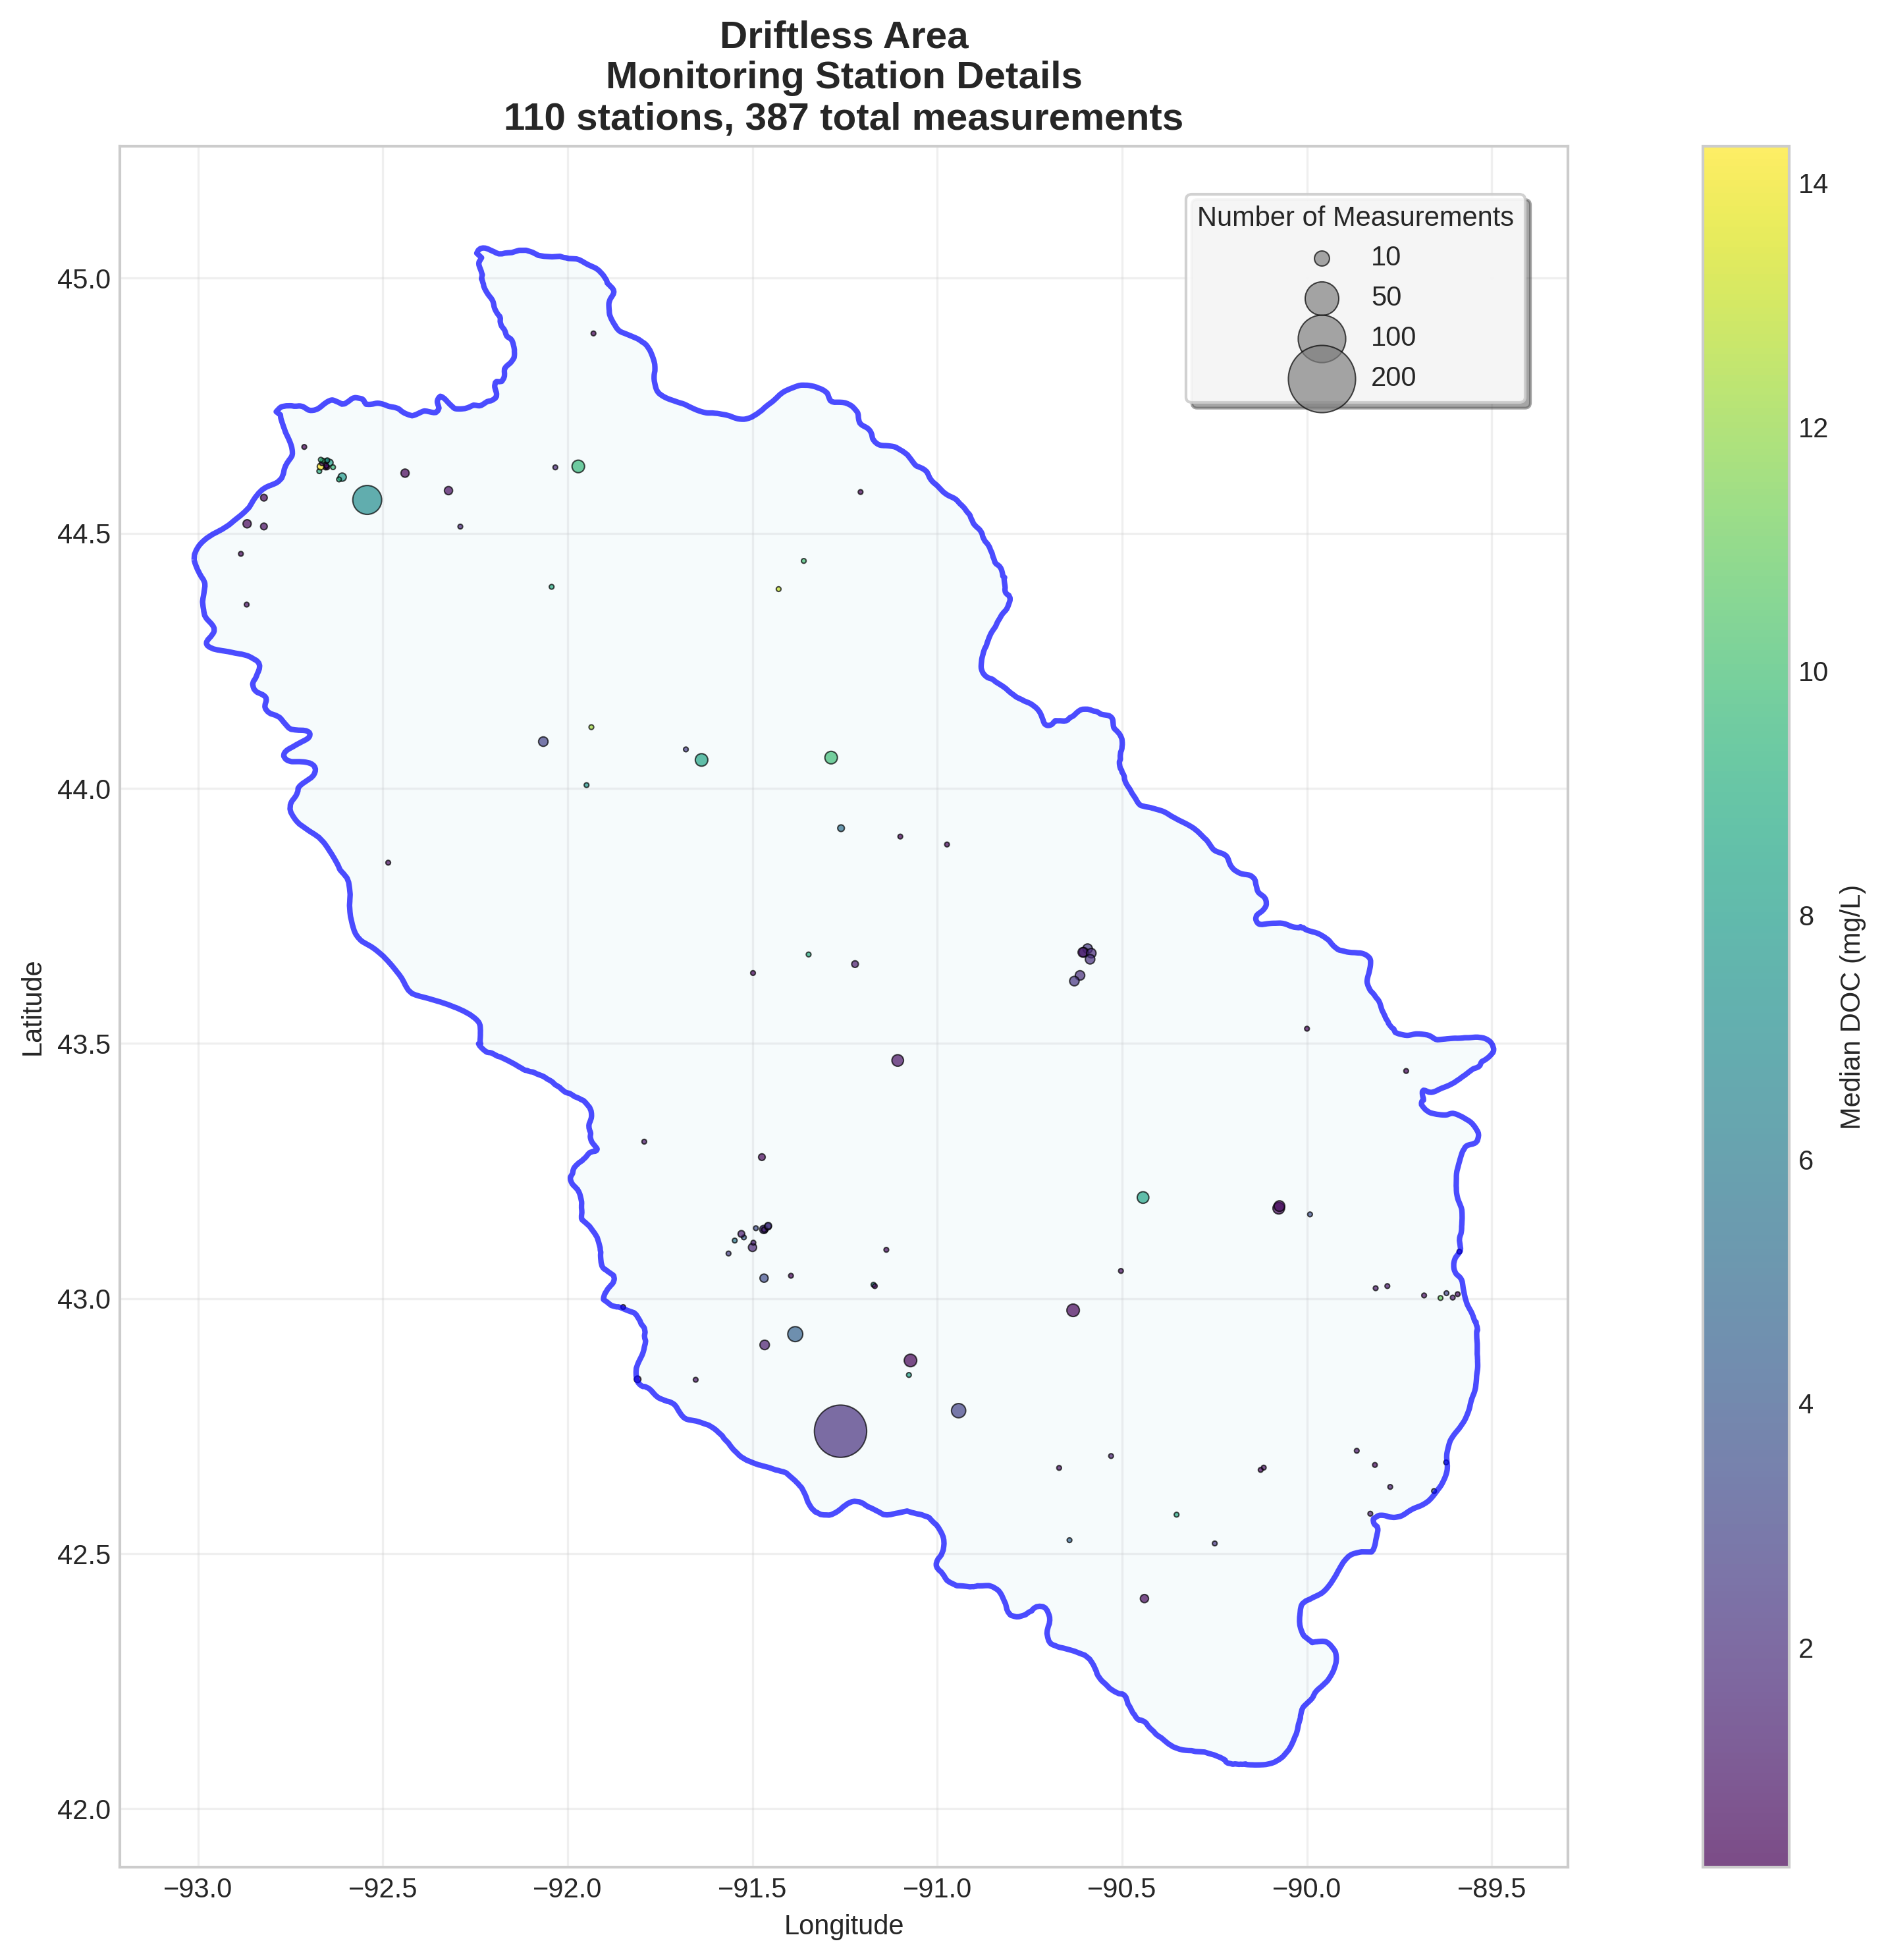 Driftless Area
Monitoring Station Details
110 stations, 387 total measurements
Number of Measurements
10
50
100
200
45.0
44.5
44.0
43.5
43.0
42.5
42.0
Latitude
−93.0 −92.5 −92.0 −91.5 −91.0 −90.5 −90.0 −89.5
Longitude
14
12
10
8
6
4
2
Median DOC (mg/L)